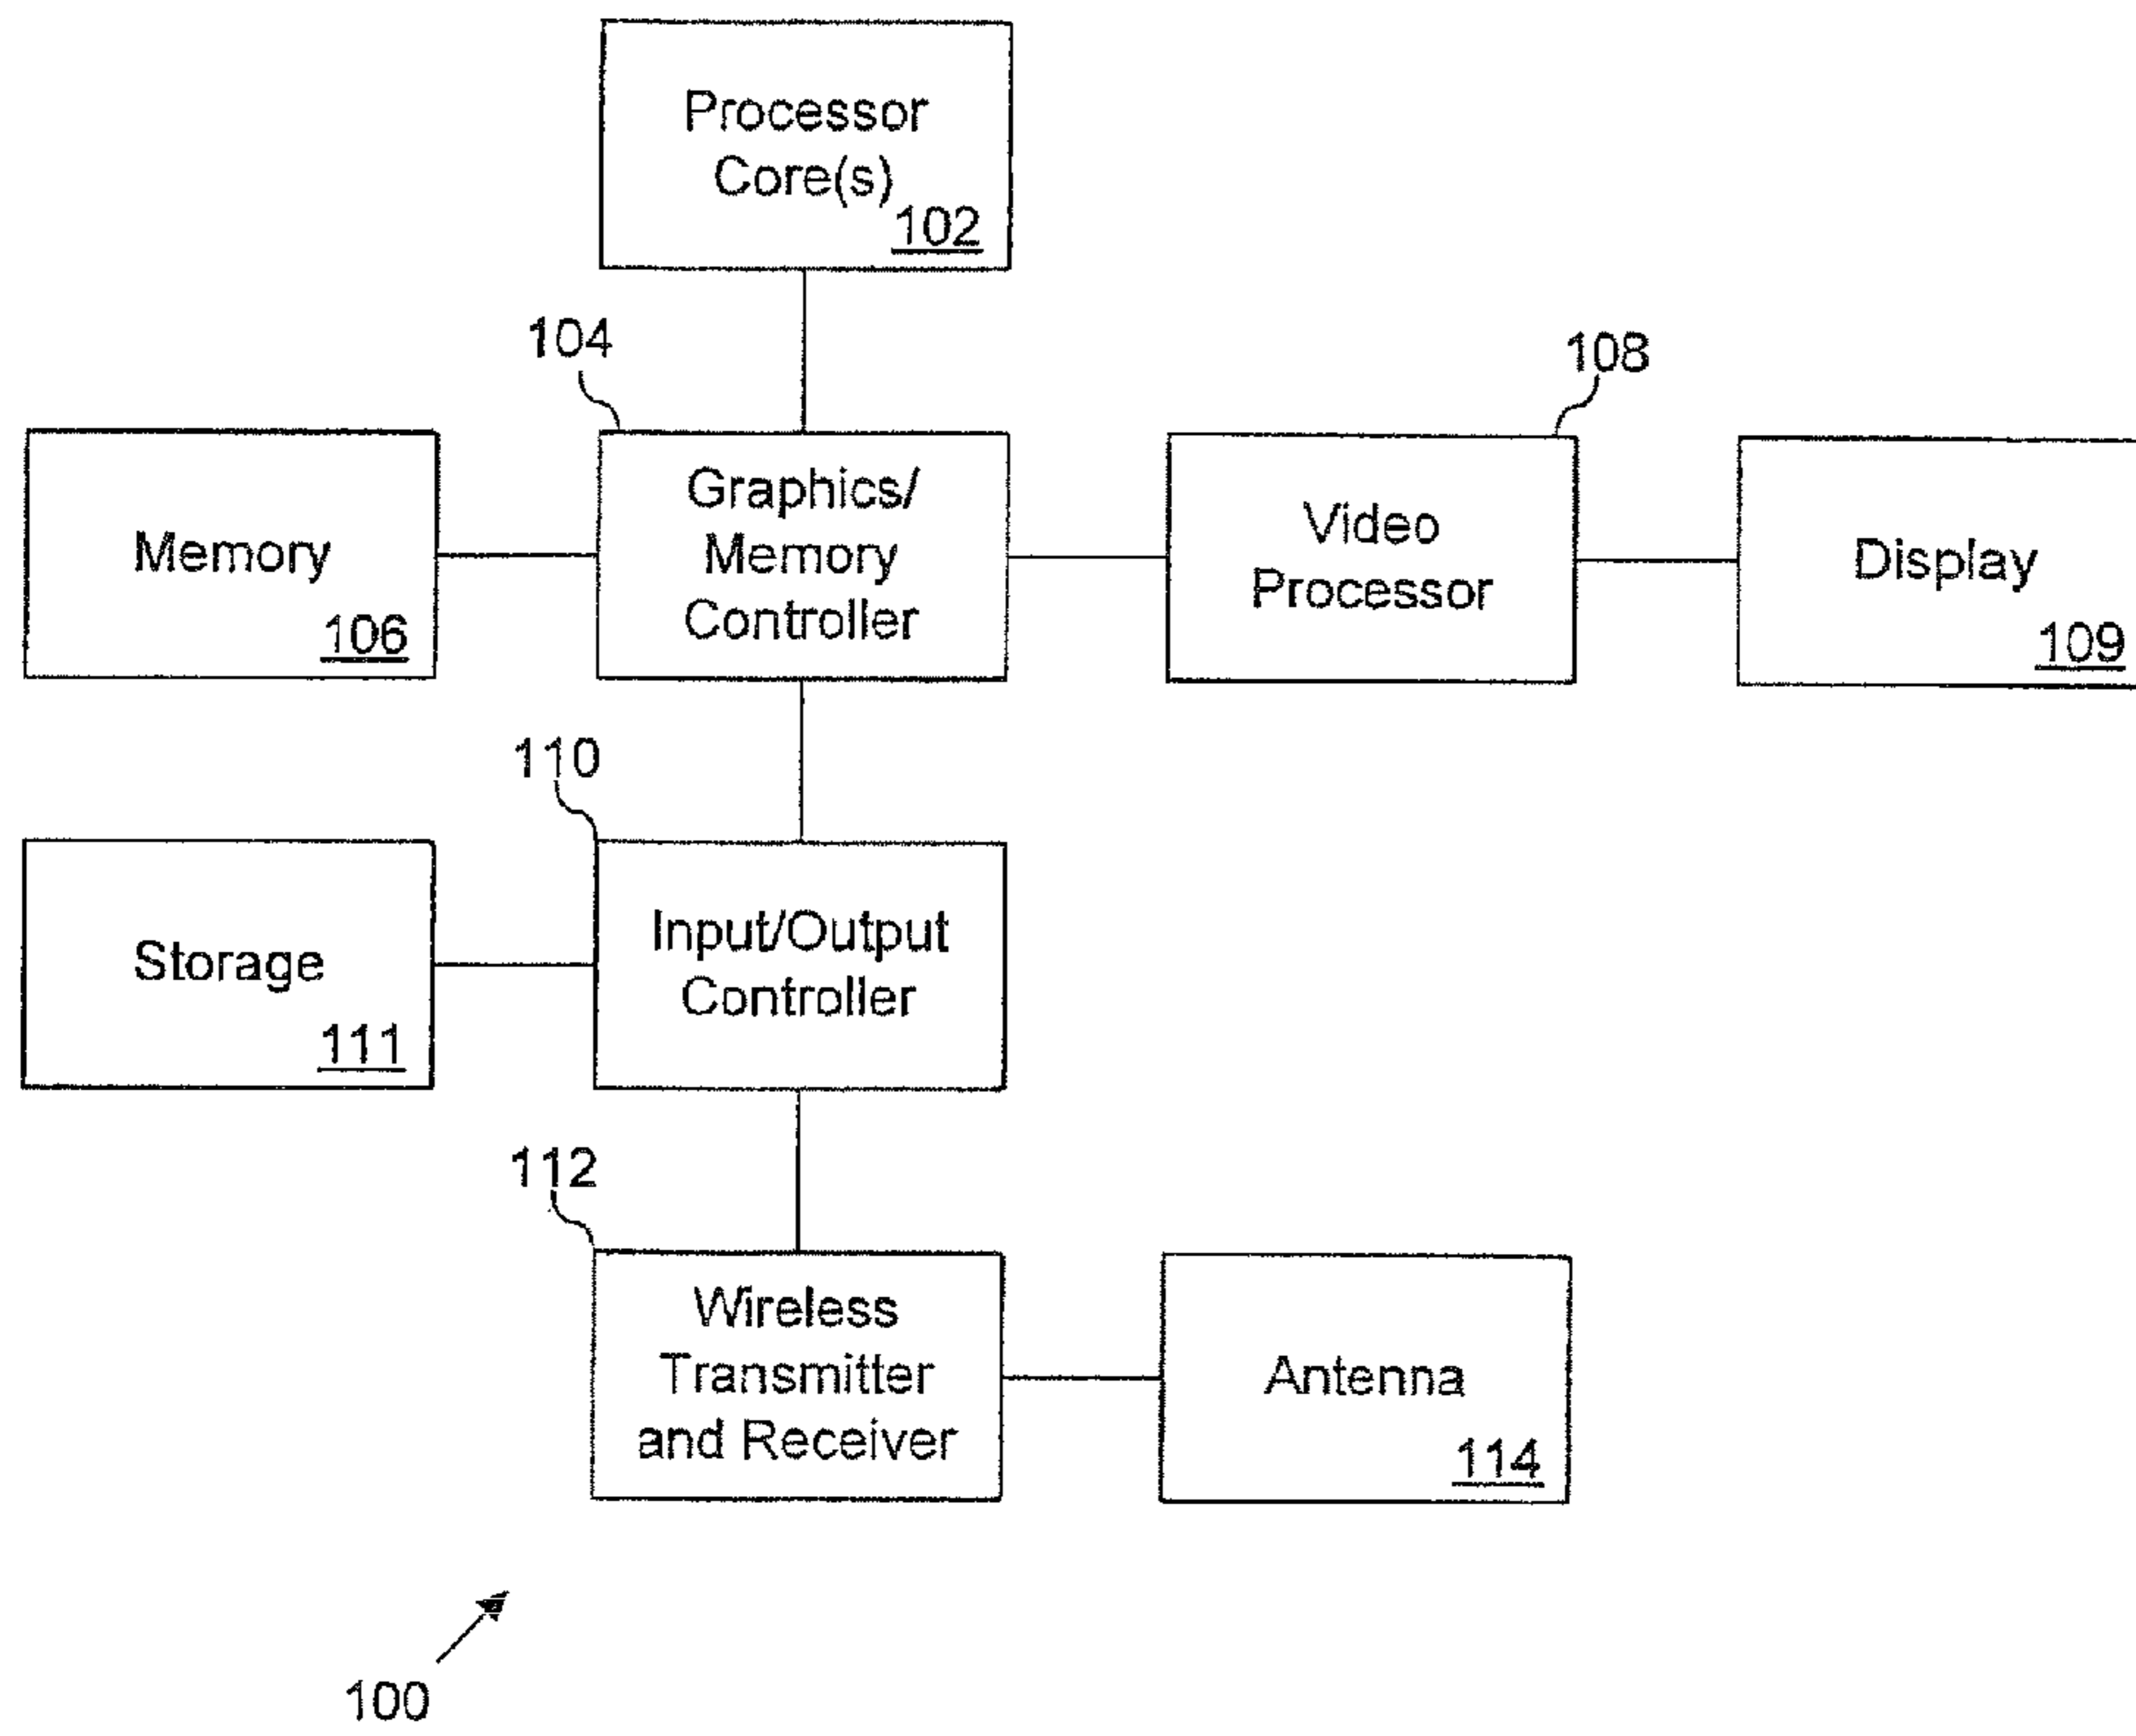 Processor
Core(s)
102
104
108
Memory
106
Graphics/
Memory
Controller
Video
Processor
Display
109
110
Storage
111
Input/Output
Controller
112
Wireless
Transmitter
and Receiver
Antenna
114
100